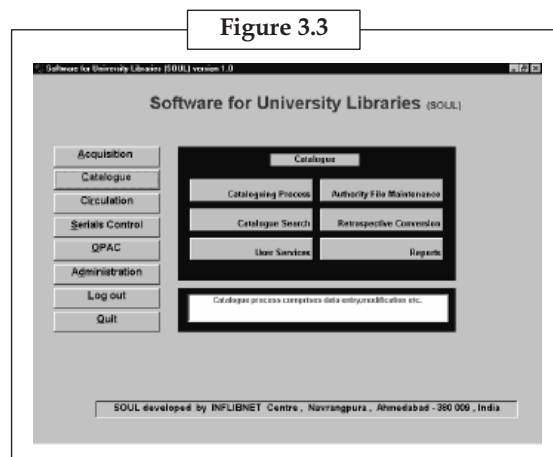 Figure 3.3
Software for University Libraries (SOUL) version 1.0
Software for University Libraries (SOUL)
Acquisition
Catalogue
Circulation
Serials Control
OPAC
Administration
Log out
Quit
Catalogue
Cataloguing Process
Authority File Maintenance
Catalogue Search
Retrospective Conversion
User Services
Reports
Catalogue process comprises data entry,modification etc.
SOUL developed by INFLIBNET Centre , Navrangpura , Ahmedabad - 380 009 , India